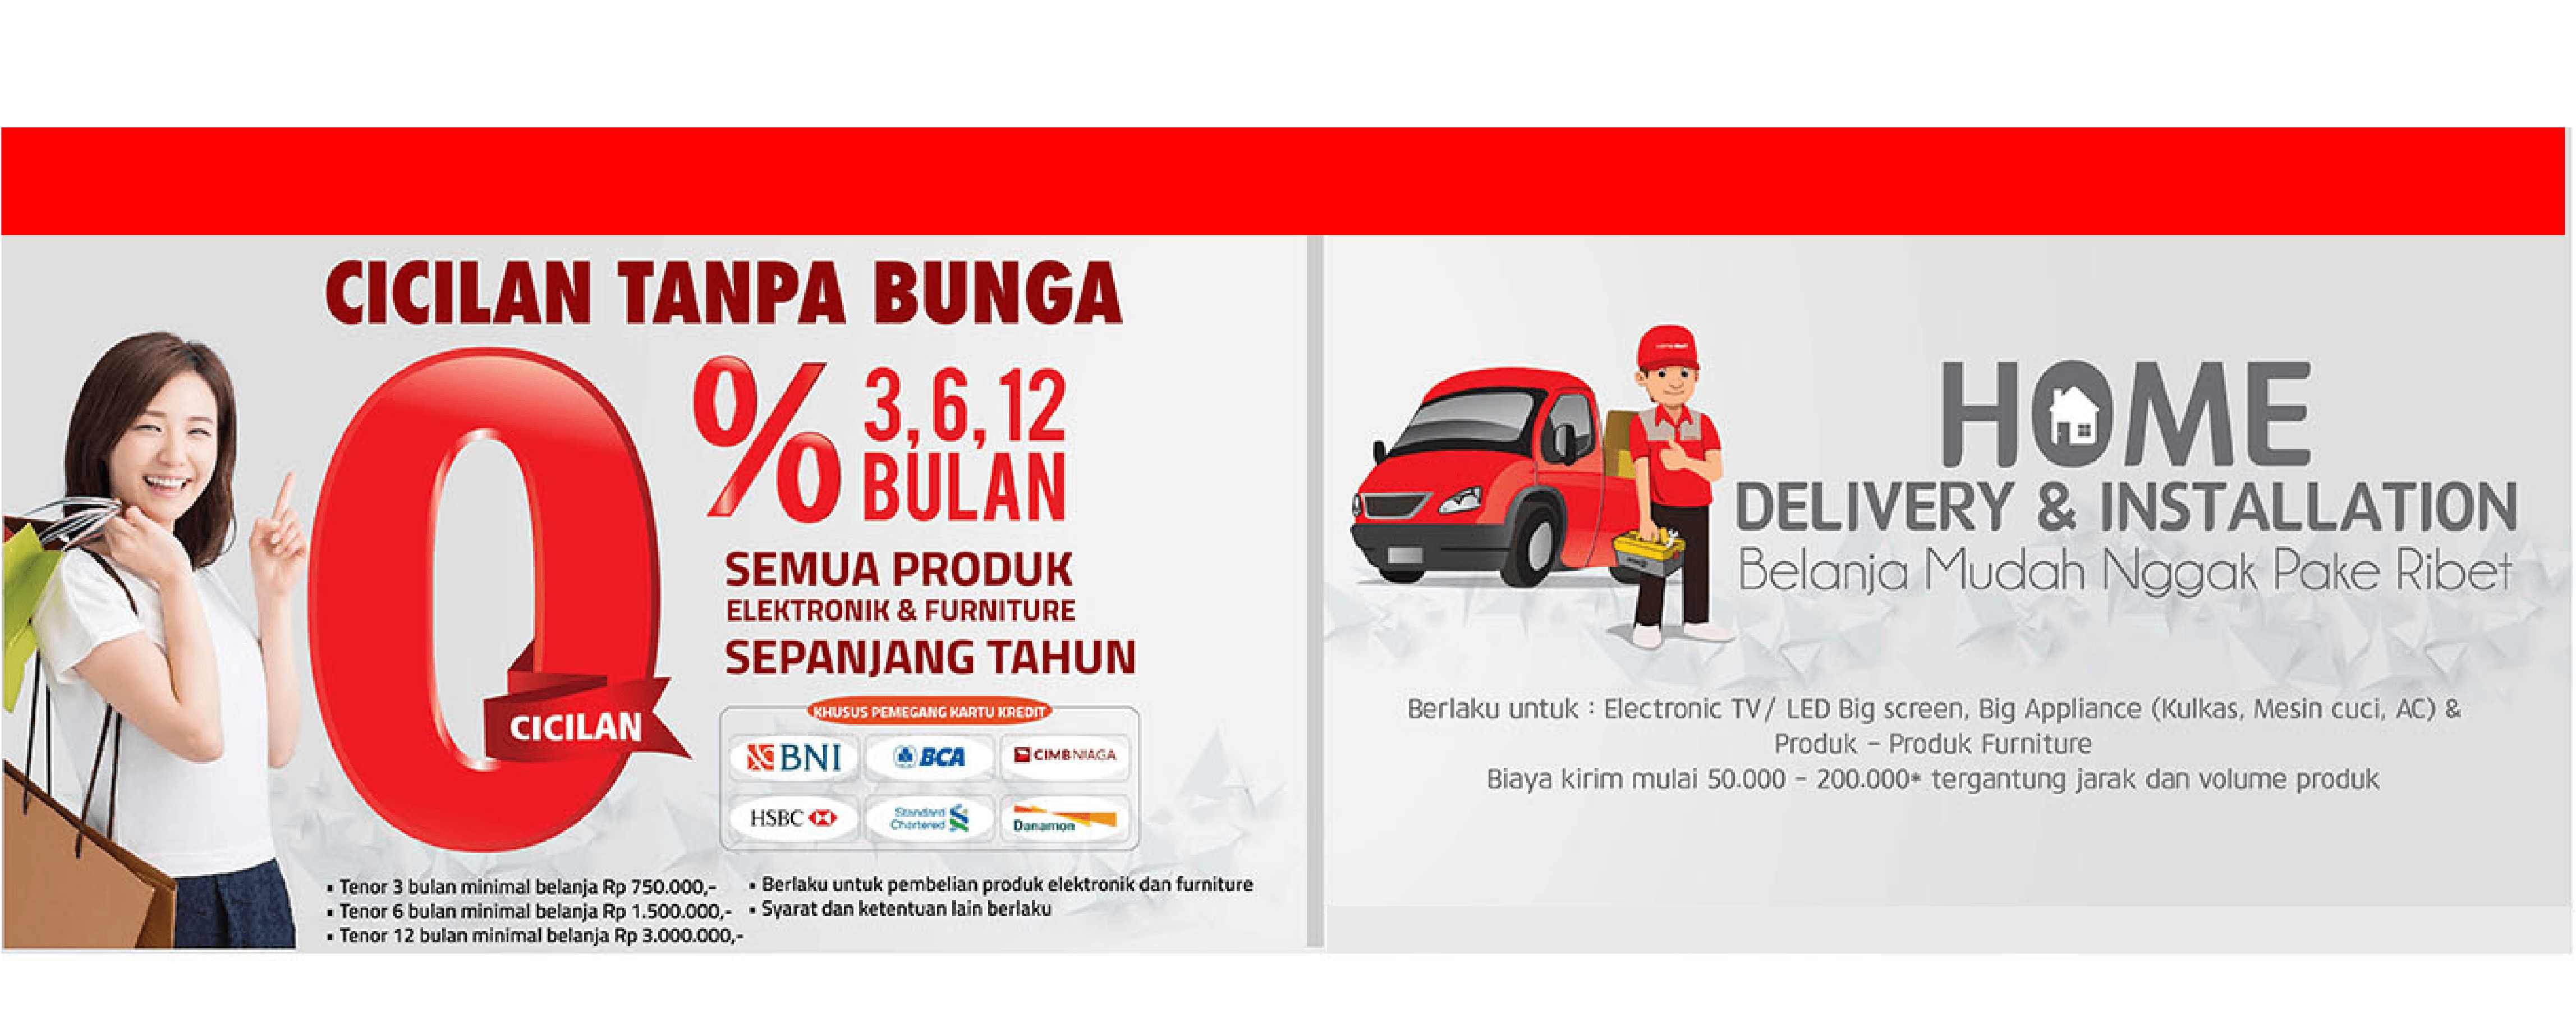 CICILAN TANPA BUNGA
0% 3, 6, 12
BULAN
CICILAN
SEMUA PRODUK
ELEKTRONIK & FURNITURE
SEPANJANG TAHUN
KHUSUS PEMEGANG KARTU KREDIT
BNI BCA CIMBNIAGA
HSBC Standard Chartered Danamon
• Tenor 3 bulan minimal belanja Rp 750.000,-
• Tenor 6 bulan minimal belanja Rp 1.500.000,-
• Tenor 12 bulan minimal belanja Rp 3.000.000,-
• Berlaku untuk pembelian produk elektronik dan furniture
• Syarat dan ketentuan lain berlaku
HOME
DELIVERY & INSTALLATION
Belanja Mudah Nggak Pake Ribet
Berlaku untuk : Electronic TV/ LED Big screen, Big Appliance (Kulkas, Mesin cuci, AC) &
Produk - Produk Furniture
Biaya kirim mulai 50.000 - 200.000* tergantung jarak dan volume produk